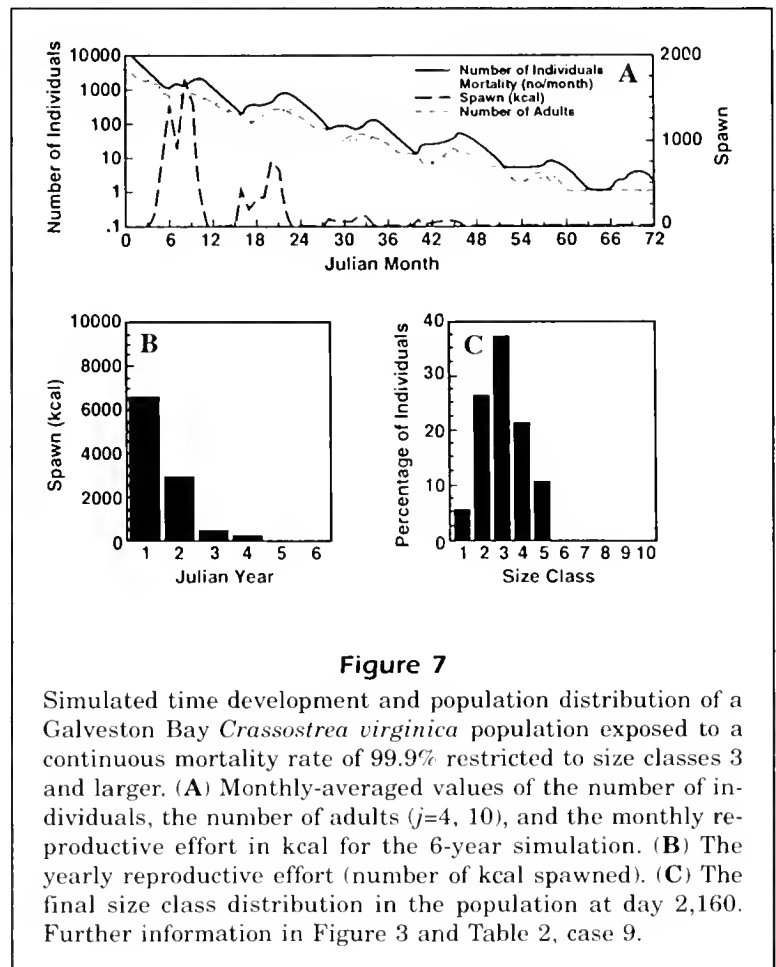 10000
1000
100
10
1
.1
Number of Individuals
Number of Individuals
Mortality (no/month)
Spawn (kcal)
Number of Adults
A
2000
1000
0
Spawn
0 6 12 18 24 30 36 42 48 54 60 66 72
Julian Month
B
10000
8000
6000
4000
2000
0
Spawn (kcal)
1 2 3 4 5 6
Julian Year
C
40
30
20
10
0
Percentage of Individuals
1 2 3 4 5 6 7 8 9 10
Size Class
Figure 7
Simulated time development and population distribution of a
Galveston Bay Crassostrea virginica population exposed to a
continuous mortality rate of 99.9% restricted to size classes 3
and larger. (A) Monthly-averaged values of the number of in-
dividuals, the number of adults (j=4, 10), and the monthly re-
productive effort in kcal for the 6-year simulation. (B) The
yearly reproductive effort (number of kcal spawned). (C) The
final size class distribution in the population at day 2,160.
Further information in Figure 3 and Table 2, case 9.